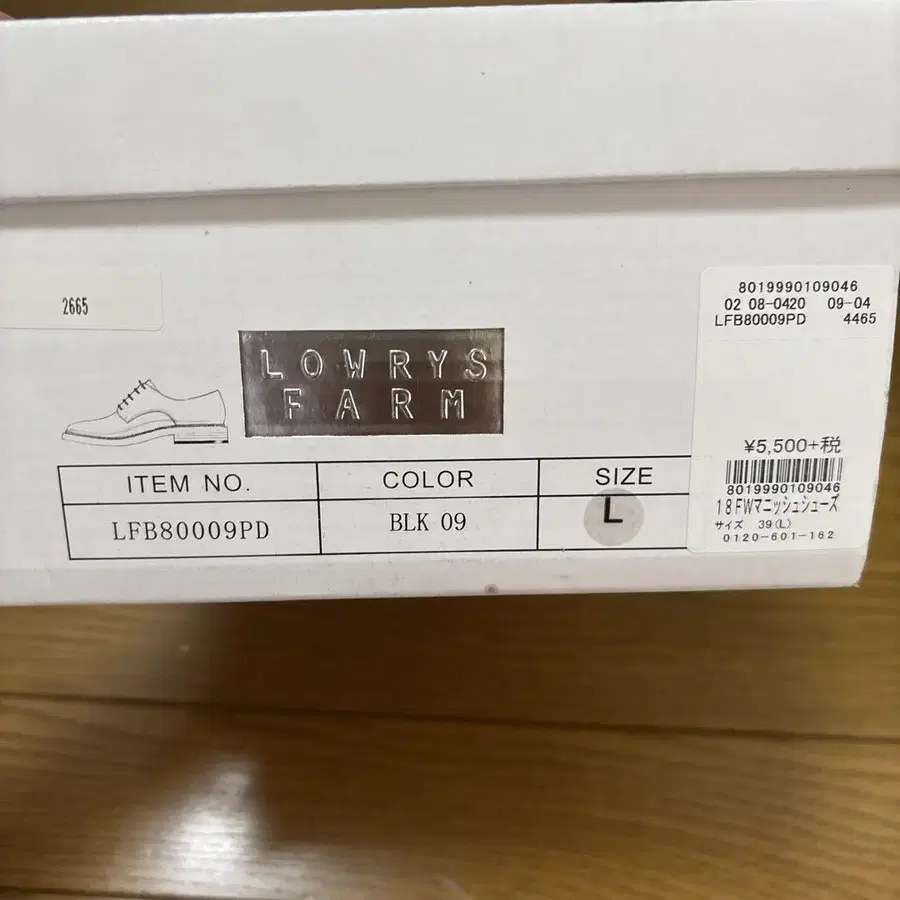 2665
LOWRYS
FARM
ITEM NO. COLOR SIZE
LFB80009PD BLK 09 L
8019990109046
02 08-0420 09-04
LFB80009PD 4465
¥5,500+税
8019990109046
18FWマニッシュシューズ
サイズ 39(L)
0120-601-162